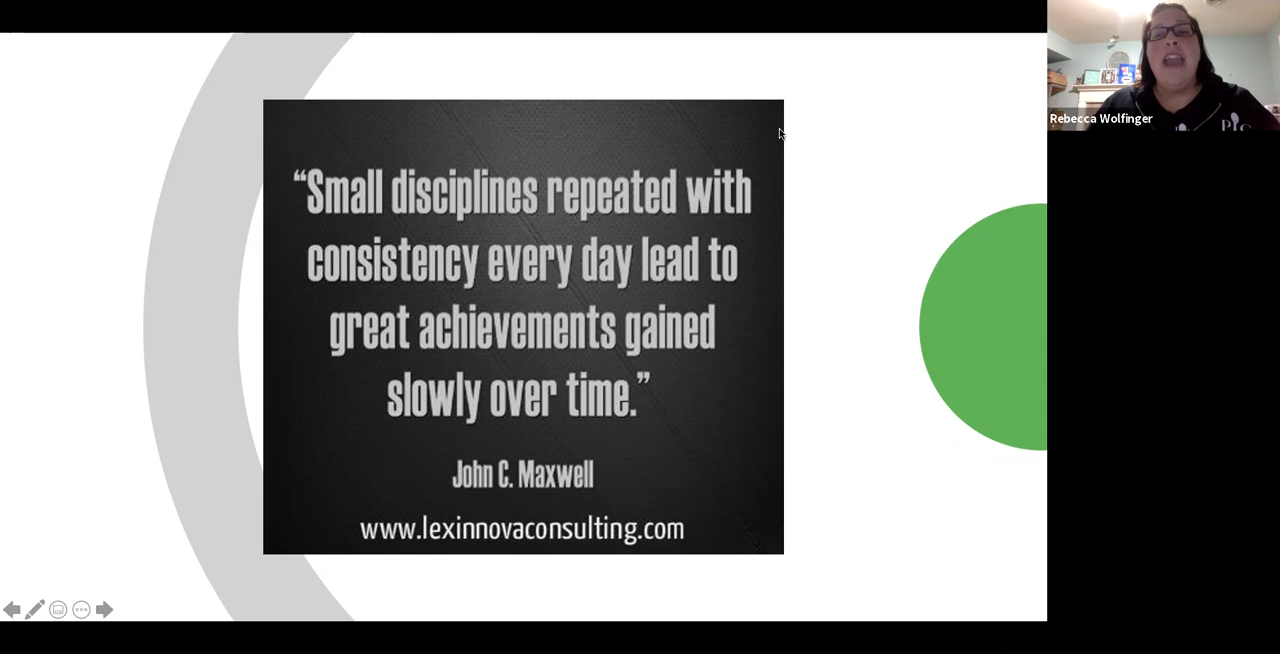 “Small disciplines repeated with
consistency every day lead to
great achievements gained
slowly over time.”
John C. Maxwell
www.lexinnovaconsulting.com
Rebecca Wolfinger